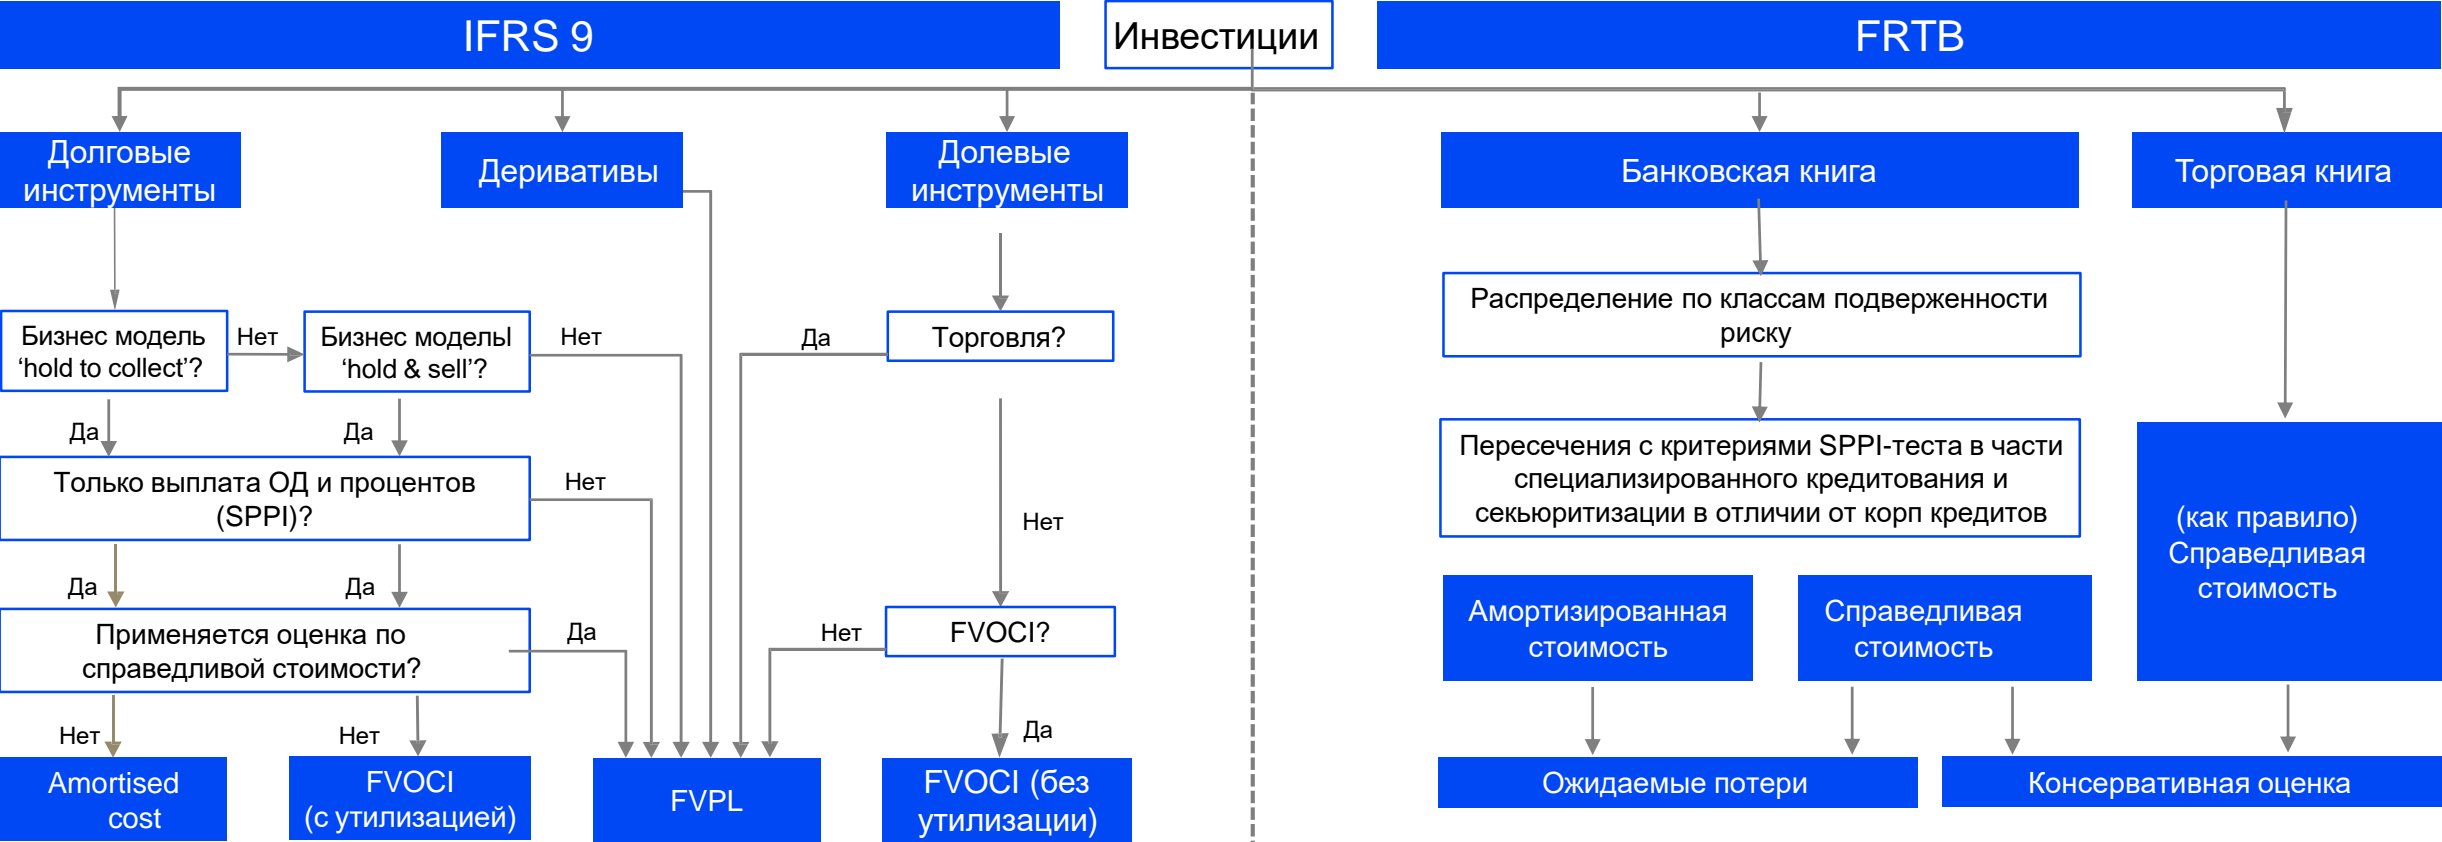 IFRS 9
Инвестиции
FRTB
Долговые
инструменты
Деривативы
Долевые
инструменты
Банковская книга
Торговая книга
Распределение по классам подверженности
риску
Бизнес модель
‘hold to collect’?
Нет
Бизнес моделы
‘hold & sell’?
Нет
Да
Торговля?
Да
Да
Пересечения с критериями SPPI-теста в части
специализированного кредитования и
секьюритизации в отличии от корп кредитов
Только выплата ОД и процентов
(SPPI)?
Нет
Нет
(как правило)
Справедливая
стоимость
Да
Да
Амортизированная
стоимость
Справедливая
стоимость
Применяется оценка по
справедливой стоимости?
Да
Нет
FVOCI?
Нет
Нет
Да
Amortised
cost
FVOCI
(с утилизацией)
FVPL
FVOCI (без
утилизации)
Ожидаемые потери
Консервативная оценка